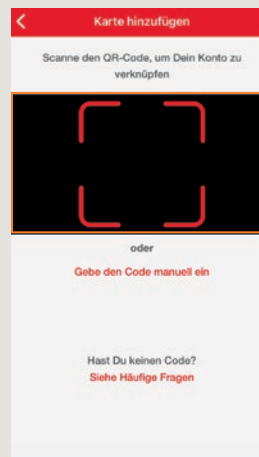 Karte hinzufügen
Scanne den QR-Code, um Dein Konto zu
verknüpfen
oder
Gebe den Code manuell ein
Hast Du keinen Code?
Siehe Häufige Fragen